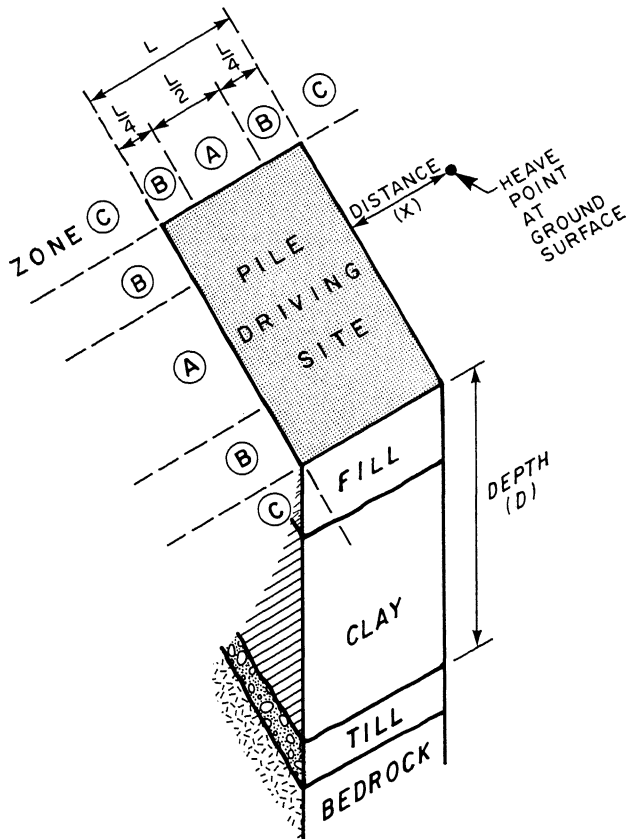 L
L/4
L/2
L/4
C
B
A
B
ZONE C
DISTANCE
(X)
HEAVE
POINT
AT
GROUND
SURFACE
B
PILE
DRIVING
SITE
A
B
FILL
DEPTH
(D)
C
CLAY
TILL
BEDROCK